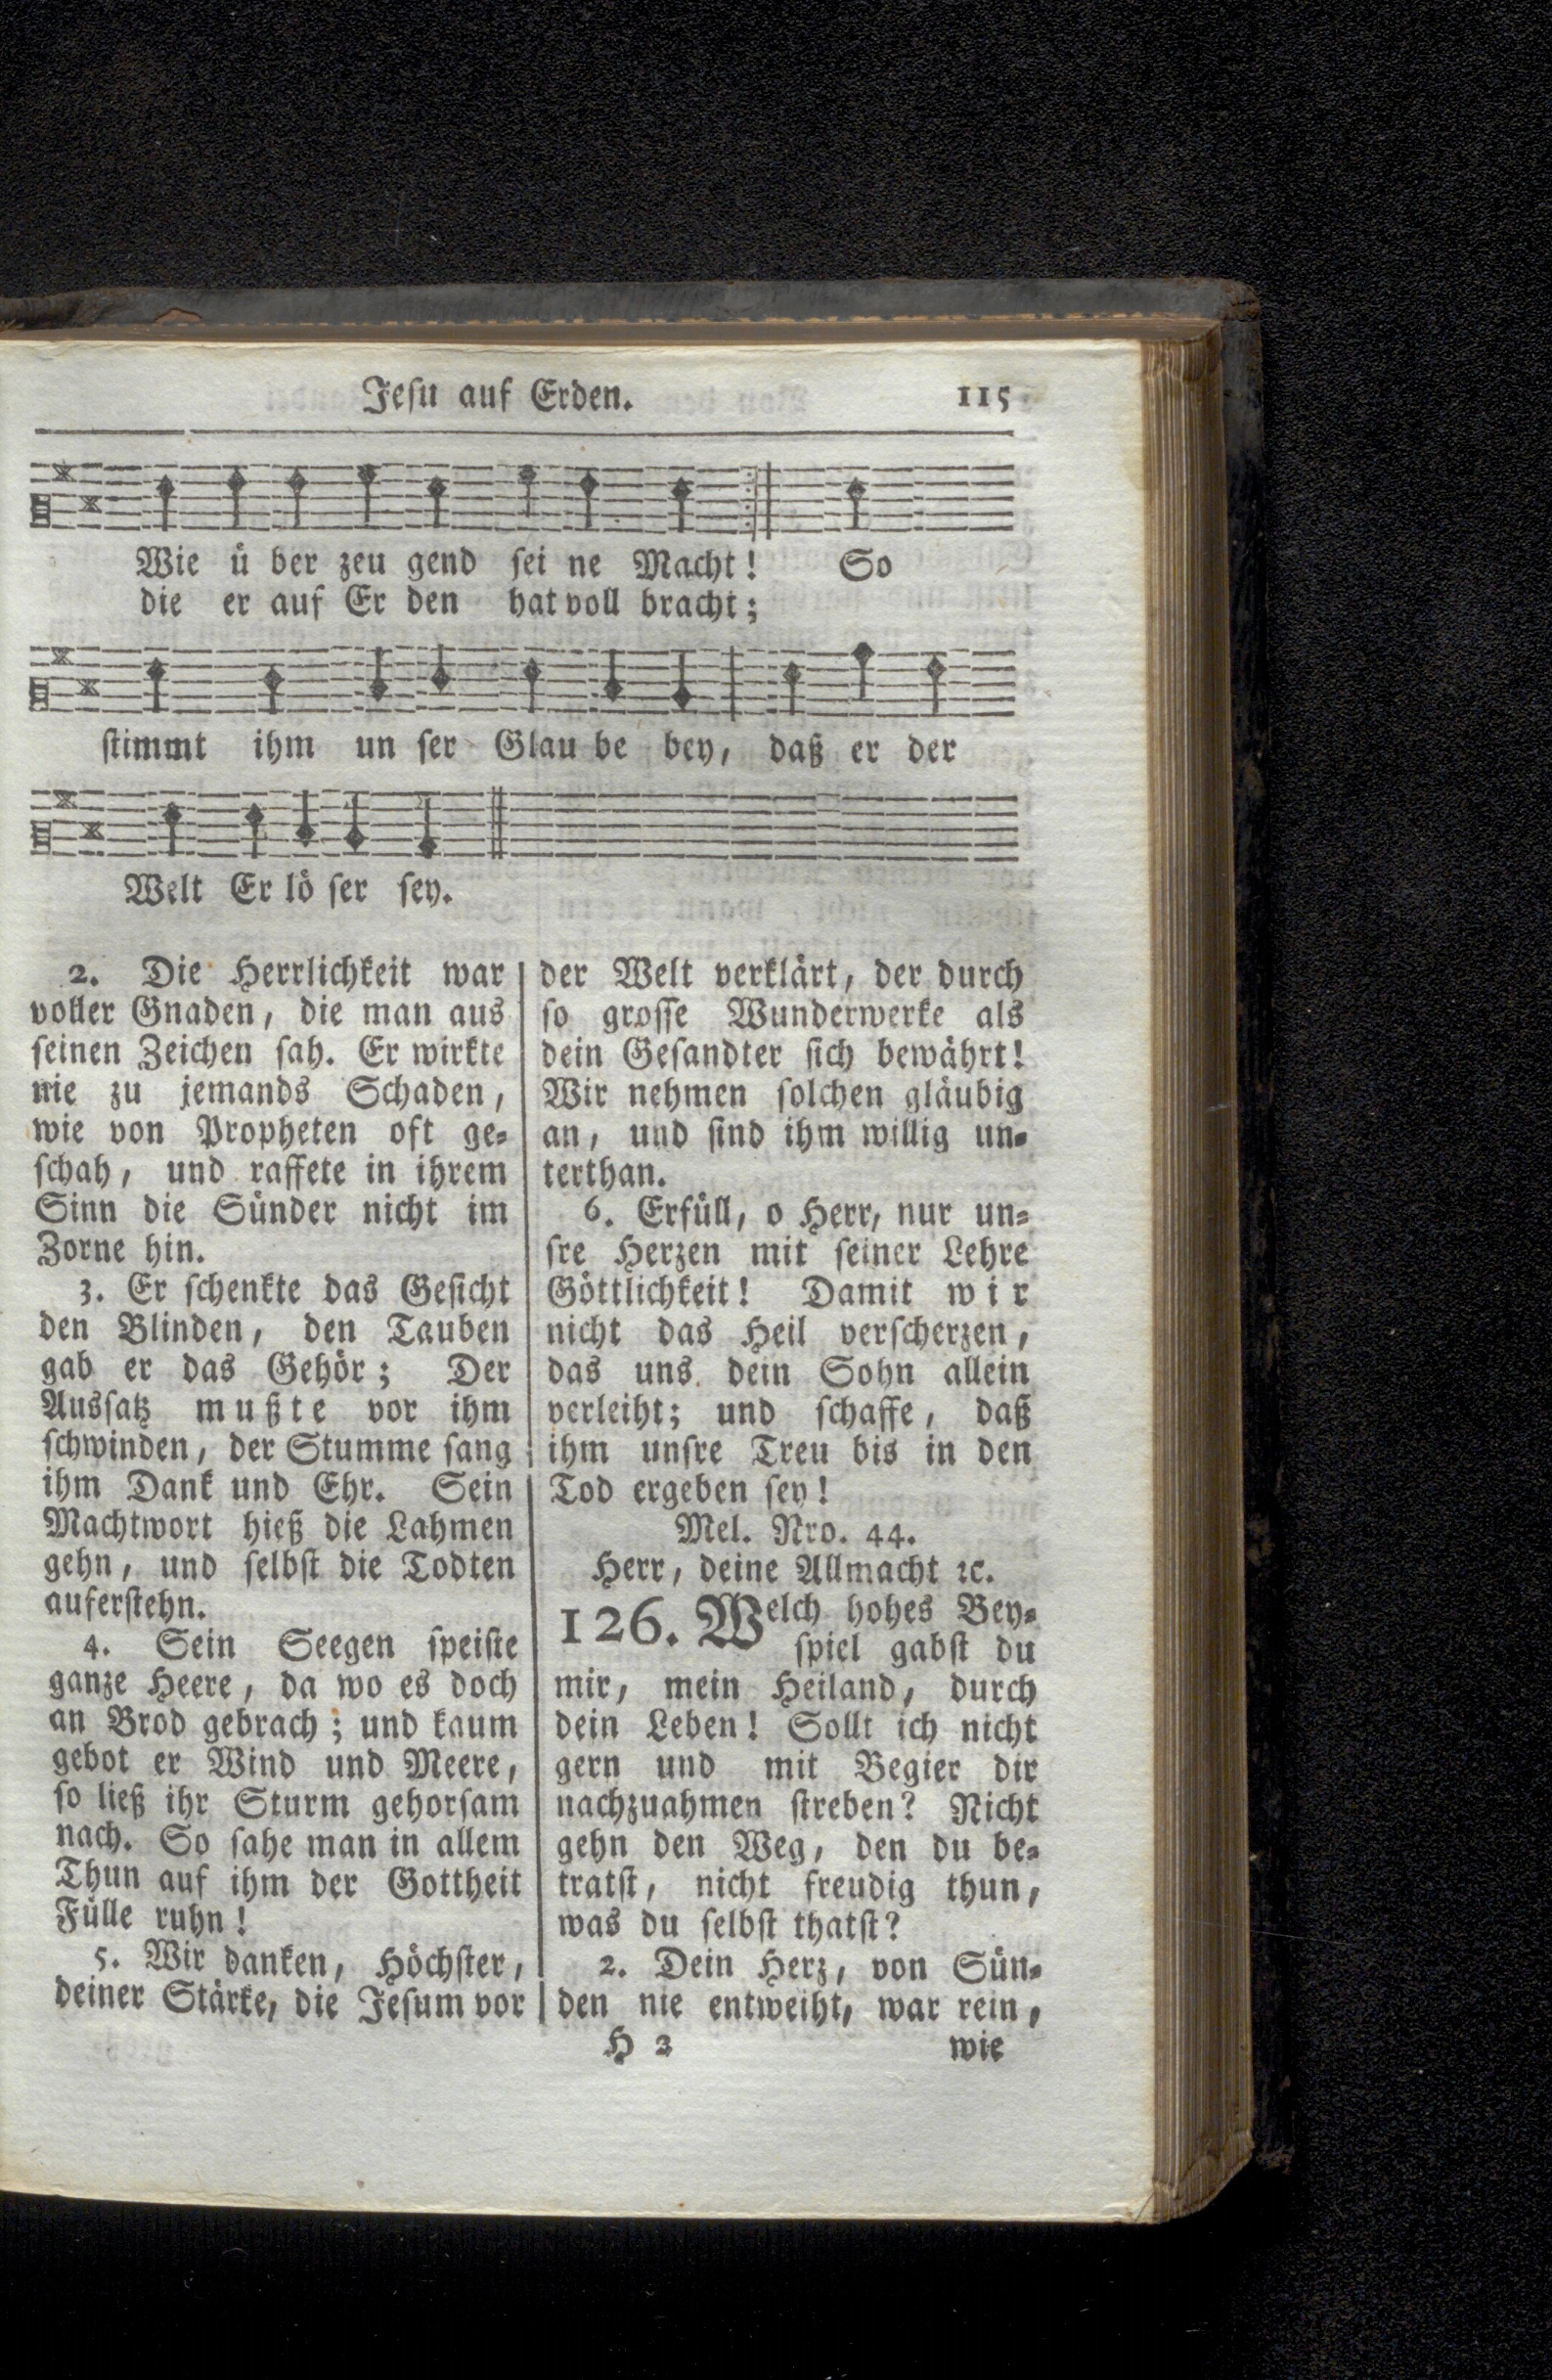 Jeſu auf Erden. 115
Wie ü ber zeu gend ſei ne Macht! So
die er auf Er den hat voll bracht;
ſtimmt ihm un ſer Glau be bey, daß er der
Welt Er lö ſer ſey.
2. Die Herrlichkeit war
voller Gnaden, die man aus
ſeinen Zeichen ſah. Er wirkte
nie zu jemands Schaden,
wie von Propheten oft ge-
ſchah, und raffete in ihrem
Sinn die Sünder nicht im
Zorne hin.
3. Er ſchenkte das Geſicht
den Blinden, den Tauben
gab er das Gehör; Der
Ausſatz mußte vor ihm
ſchwinden, der Stumme ſang
ihm Dank und Ehr. Sein
Machtwort hieß die Lahmen
gehn, und ſelbſt die Todten
auferſtehn.
4. Sein Seegen ſpeiſte
ganze Heere, da wo es doch
an Brod gebrach; und kaum
gebot er Wind und Meere,
ſo ließ ihr Sturm gehorſam
nach. So ſahe man in allem
Thun auf ihm der Gottheit
Fülle ruhn!
5. Wir danken, Höchſter,
deiner Stärke, die Jeſum vor
der Welt verklärt, der durch
ſo groſſe Wunderwerke als
dein Geſandter ſich bewährt!
Wir nehmen ſolchen gläubig
an, und ſind ihm willig un-
terthan.
6. Erfüll, o Herr, nur un-
ſre Herzen mit ſeiner Lehre
Göttlichkeit! Damit wir
nicht das Heil verſcherzen,
das uns dein Sohn allein
verleiht; und ſchaffe, daß
ihm unſre Treu bis in den
Tod ergeben ſey!
Mel. Nro. 44.
Herr, deine Allmacht ꝛc.
126. Welch hohes Bey-
ſpiel gabſt du
mir, mein Heiland, durch
dein Leben! Sollt ich nicht
gern und mit Begier dir
nachzuahmen ſtreben? Nicht
gehn den Weg, den du be-
tratſt, nicht freudig thun,
was du ſelbſt thatſt?
2. Dein Herz, von Sün-
den nie entweiht, war rein,
H 2 wie